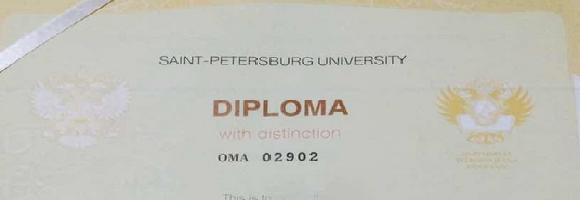 SAINT-PETERSBURG UNIVERSITY
DIPLOMA
with distinction
OMA 02902
This is to